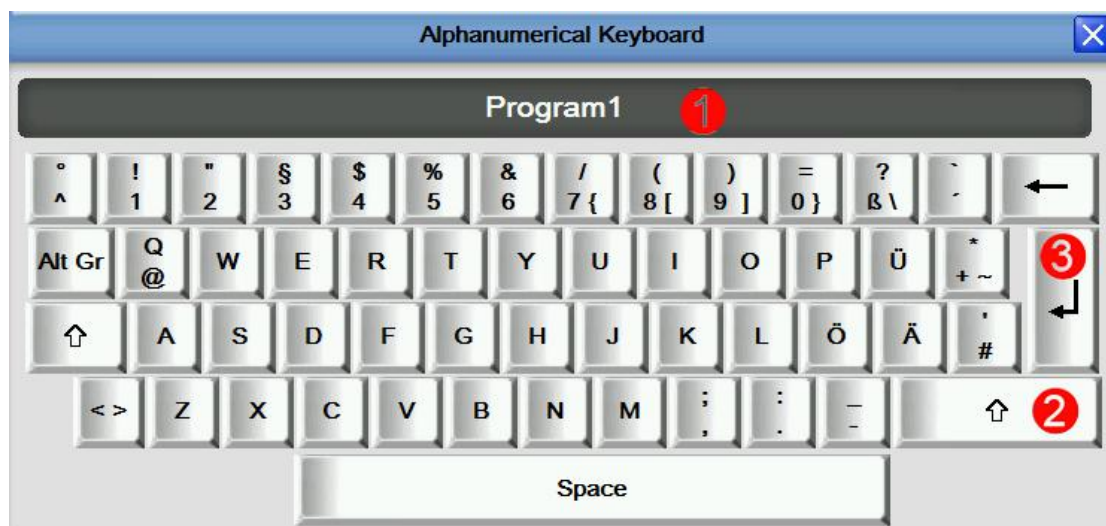 Alphanumerical Keyboard
Program1 1
° ! " § $ % & / ( ) = ? `
^ 1 2 3 4 5 6 7 { 8 [ 9 ] 0 } ß \ ´
Alt Gr Q @ W E R T Y U I O P Ü * + ~ 3
A S D F G H J K L Ö Ä ' #
< > Z X C V B N M ; , : . _ - 2
Space